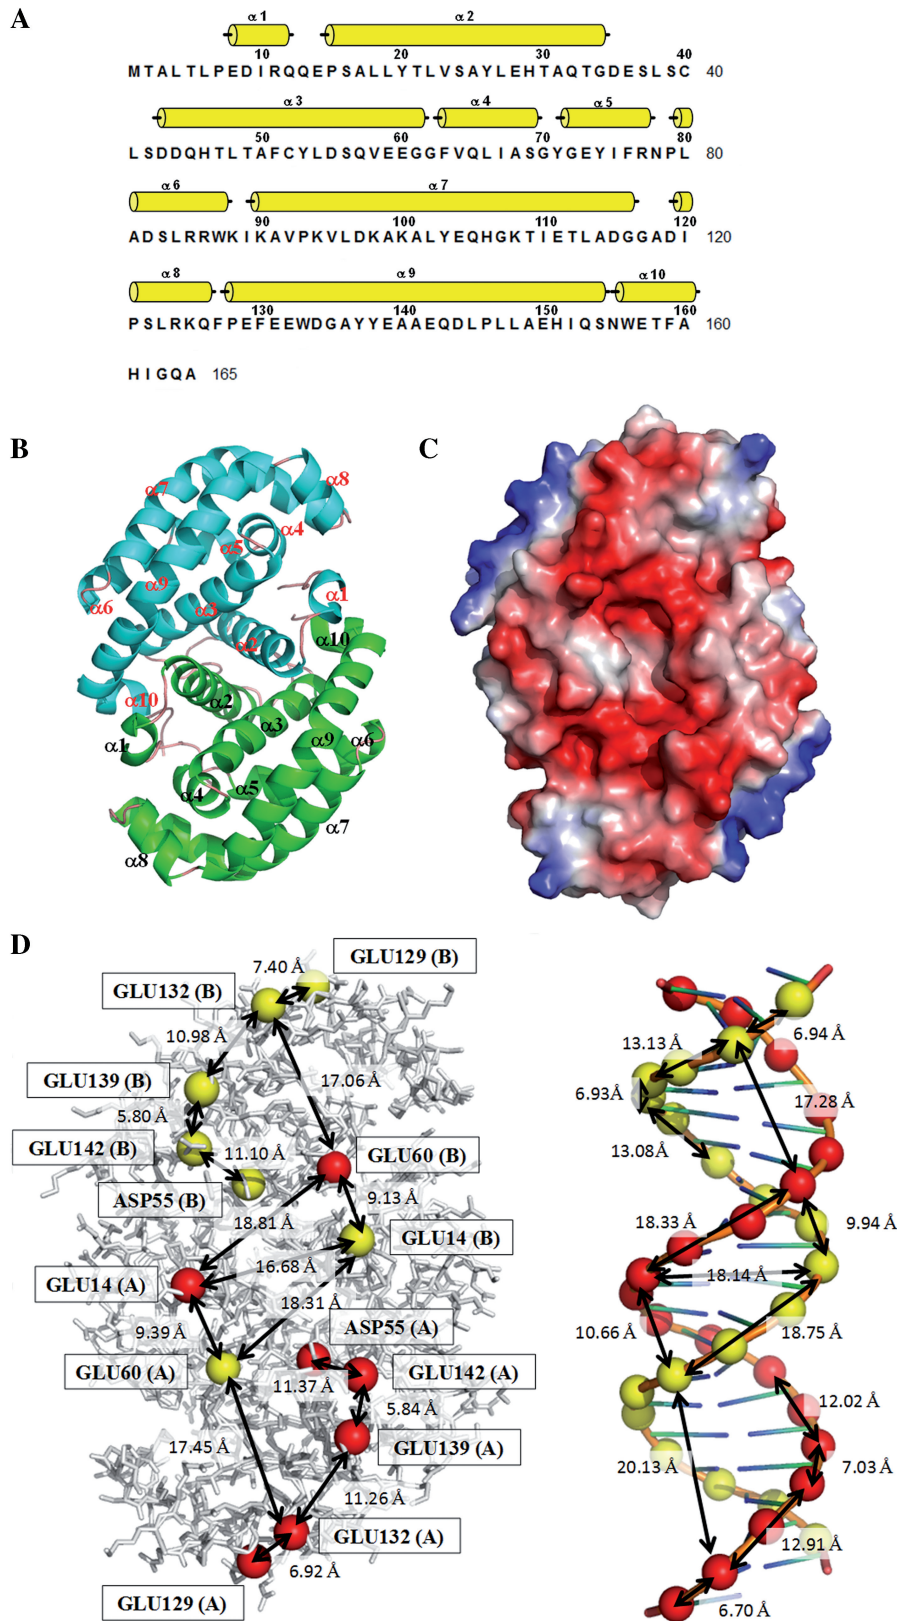 A
α1 α2
10 20 30 40
MTALTLPEDIRQQEPSALLYTLVSAYLEHTAQTGDESLSC 40
α3 α4 α5
50 60 70 80
LSDDQHTLTAFCYLDSQVEEGGFVQLIASGYGEYIFRNPL 80
α6 α7
90 100 110 120
ADSLRRWKIKAVPKVLDKAKALYEQHGKTIETLADGGADI 120
α8 α9 α10
130 140 150 160
PSLRKQFPEFEEWDGAYYEAAEQDLPLLAEHIQSNWETFA 160
HIGQA 165
B
α7 α8
α4
α5
α9 α6 α3 α1
α10 α2
α10 α2 α3
α1 α9 α6
α4 α5
α7
α8
C
D
7.40 Å GLU129 (B)
GLU132 (B)
10.98 Å
GLU139 (B) 17.06 Å
5.80 Å
GLU142 (B) 11.10 Å GLU60 (B)
ASP55 (B) 9.13 Å
18.81 Å
GLU14 (B)
16.68 Å
GLU14 (A) 18.31 Å
9.39 Å ASP55 (A)
GLU60 (A) GLU142 (A)
11.37 Å
5.84 Å
GLU139 (A)
17.45 Å
11.26 Å
GLU132 (A)
6.92 Å
GLU129 (A)
6.94 Å
13.13 Å
6.93 Å 17.28 Å
13.08 Å
18.33 Å 9.94 Å
18.14 Å
10.66 Å 18.75 Å
12.02 Å
20.13 Å 7.03 Å
12.91 Å
6.70 Å